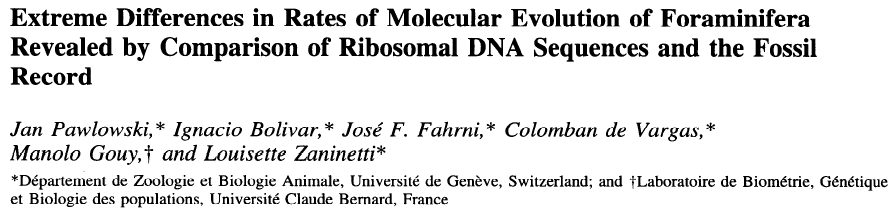 Extreme Differences in Rates of Molecular Evolution of Foraminifera
Revealed by Comparison of Ribosomal DNA Sequences and the Fossil
Record
Jan Pawlowski,* Ignacio Bolivar,* José F. Fahrni,* Colomban de Vargas,*
Manolo Gouy,† and Louisette Zaninetti*
*Département de Zoologie et Biologie Animale, Université de Genève, Switzerland; and †Laboratoire de Biométrie, Génétique
et Biologie des populations, Université Claude Bernard, France